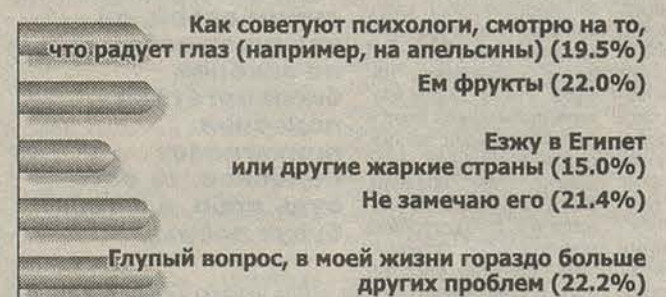 Как советуют психологи, смотрю на то,
что радует глаз (например, на апельсины) (19.5%)
Ем фрукты (22.0%)
Езжу в Египет
или другие жаркие страны (15.0%)
Не замечаю его (21.4%)
Глупый вопрос, в моей жизни гораздо больше
других проблем (22.2%)